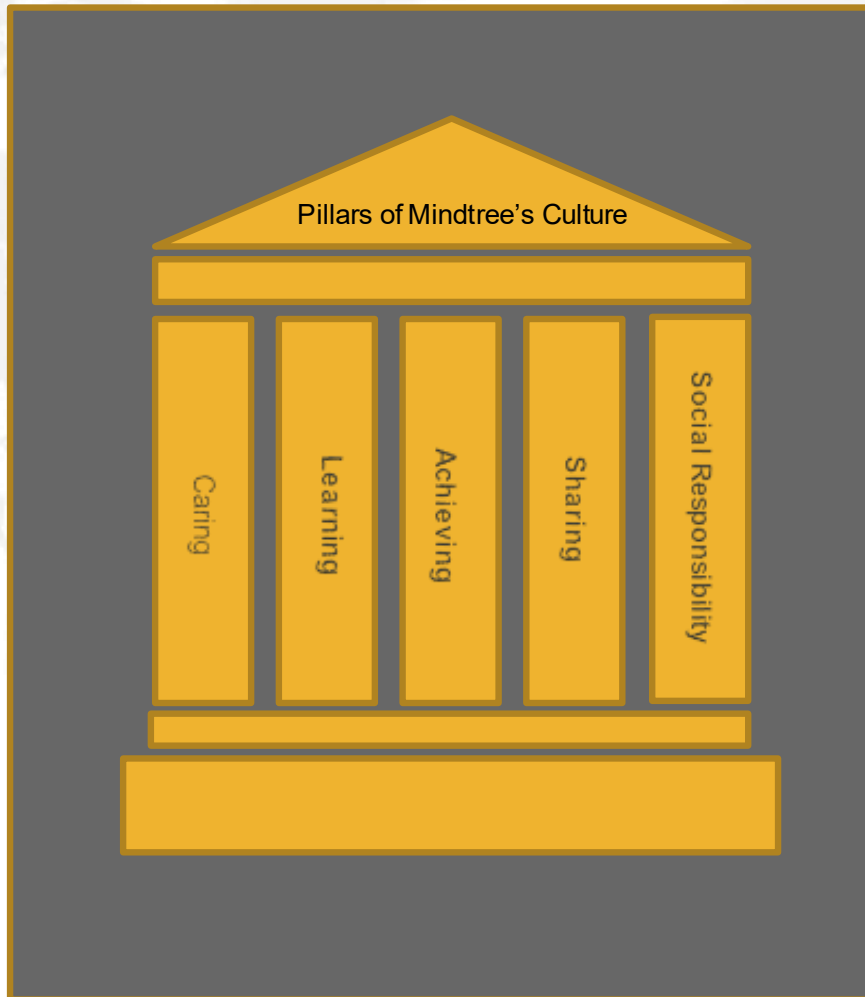 Pillars of Mindtree’s Culture
Caring
Learning
Achieving
Sharing
Social Responsibility